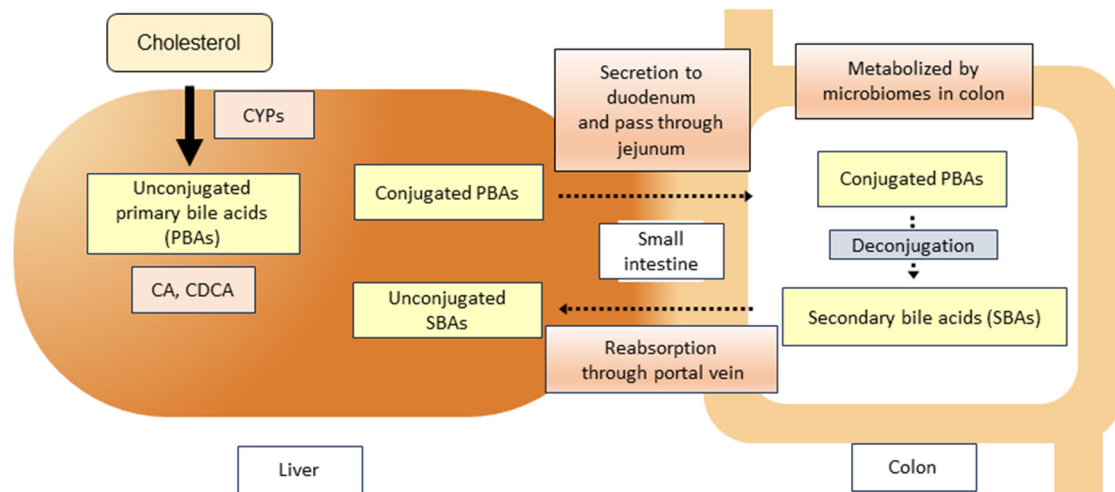 Cholesterol
CYPs
Unconjugated
primary bile acids
(PBAs)
CA, CDCA
Conjugated PBAs
Unconjugated
SBAs
Secretion to
duodenum
and pass through
jejunum
Small
intestine
Reabsorption
through portal vein
Metabolized by
microbiomes in colon
Conjugated PBAs
Deconjugation
Secondary bile acids (SBAs)
Liver
Colon